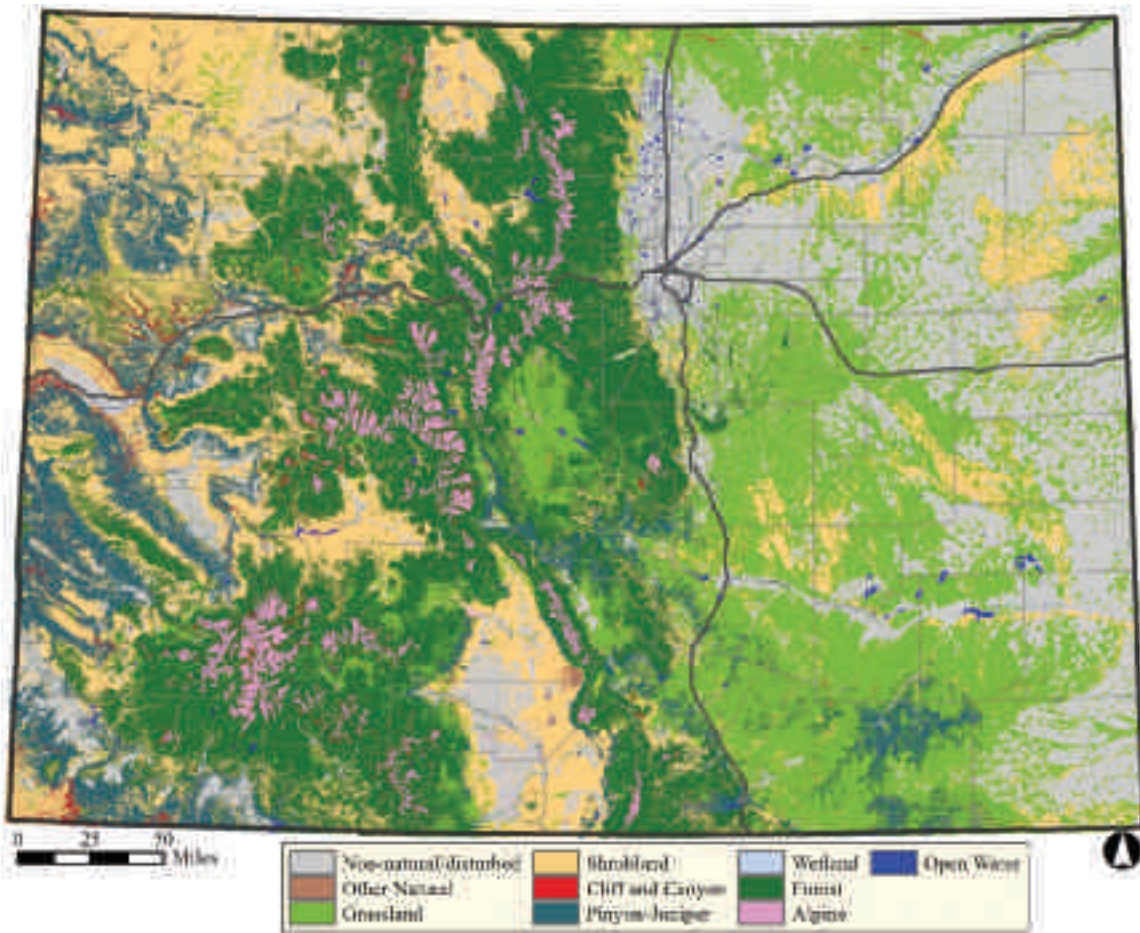 0 25 50
Miles
Non-natural/disturbed Shrubland Wetland Open Water
Other Natural Cliff and Canyon Forest
Grassland Pinyon-Juniper Alpine